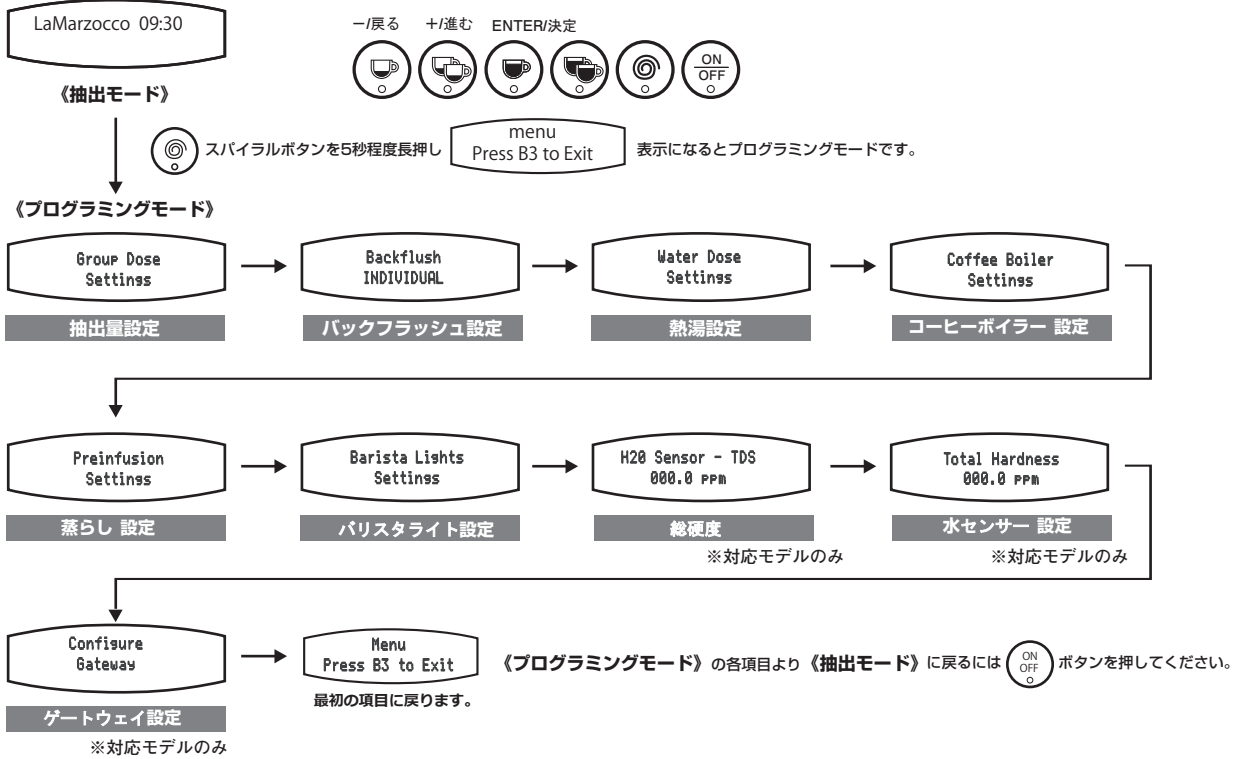 LaMarzocco 09:30
《抽出モード》
−/戻る
+/進む
ENTER/決定
ON
OFF
スパイラルボタンを5秒程度長押し
menu
Press B3 to Exit
表示になるとプログラミングモードです。
《プログラミングモード》
Group Dose
Settings
抽出量設定
Backflush
INDIVIDUAL
バックフラッシュ設定
Water Dose
Settings
熱湯設定
Coffee Boiler
Settings
コーヒーボイラー 設定
Preinfusion
Settings
蒸らし 設定
Barista Lights
Settings
バリスタライト設定
H20 Sensor - TDS
000.0 ppm
総硬度
※対応モデルのみ
Total Hardness
000.0 ppm
水センサー 設定
※対応モデルのみ
Configure
Gateway
ゲートウェイ設定
※対応モデルのみ
Menu
Press B3 to Exit
最初の項目に戻ります。
《プログラミングモード》の各項目より《抽出モード》に戻るには ON OFF ボタンを押してください。